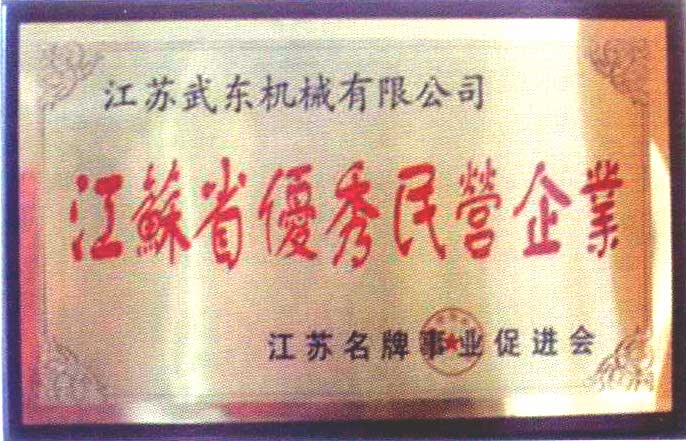 江苏武东机械有限公司
江蘇省優秀民營企業
江苏名牌事业促进会